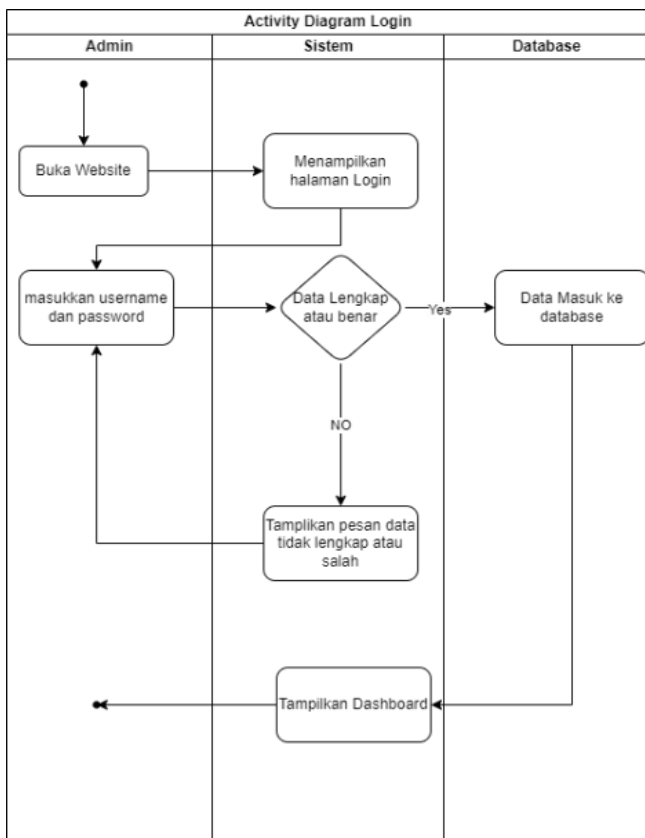 Activity Diagram Login
Admin
Sistem
Database
Buka Website
Menampilkan
halaman Login
masukkan username
dan password
Data Lengkap
atau benar
Yes
Data Masuk ke
database
NO
Tamplikan pesan data
tidak lengkap atau
salah
Tampilkan Dashboard